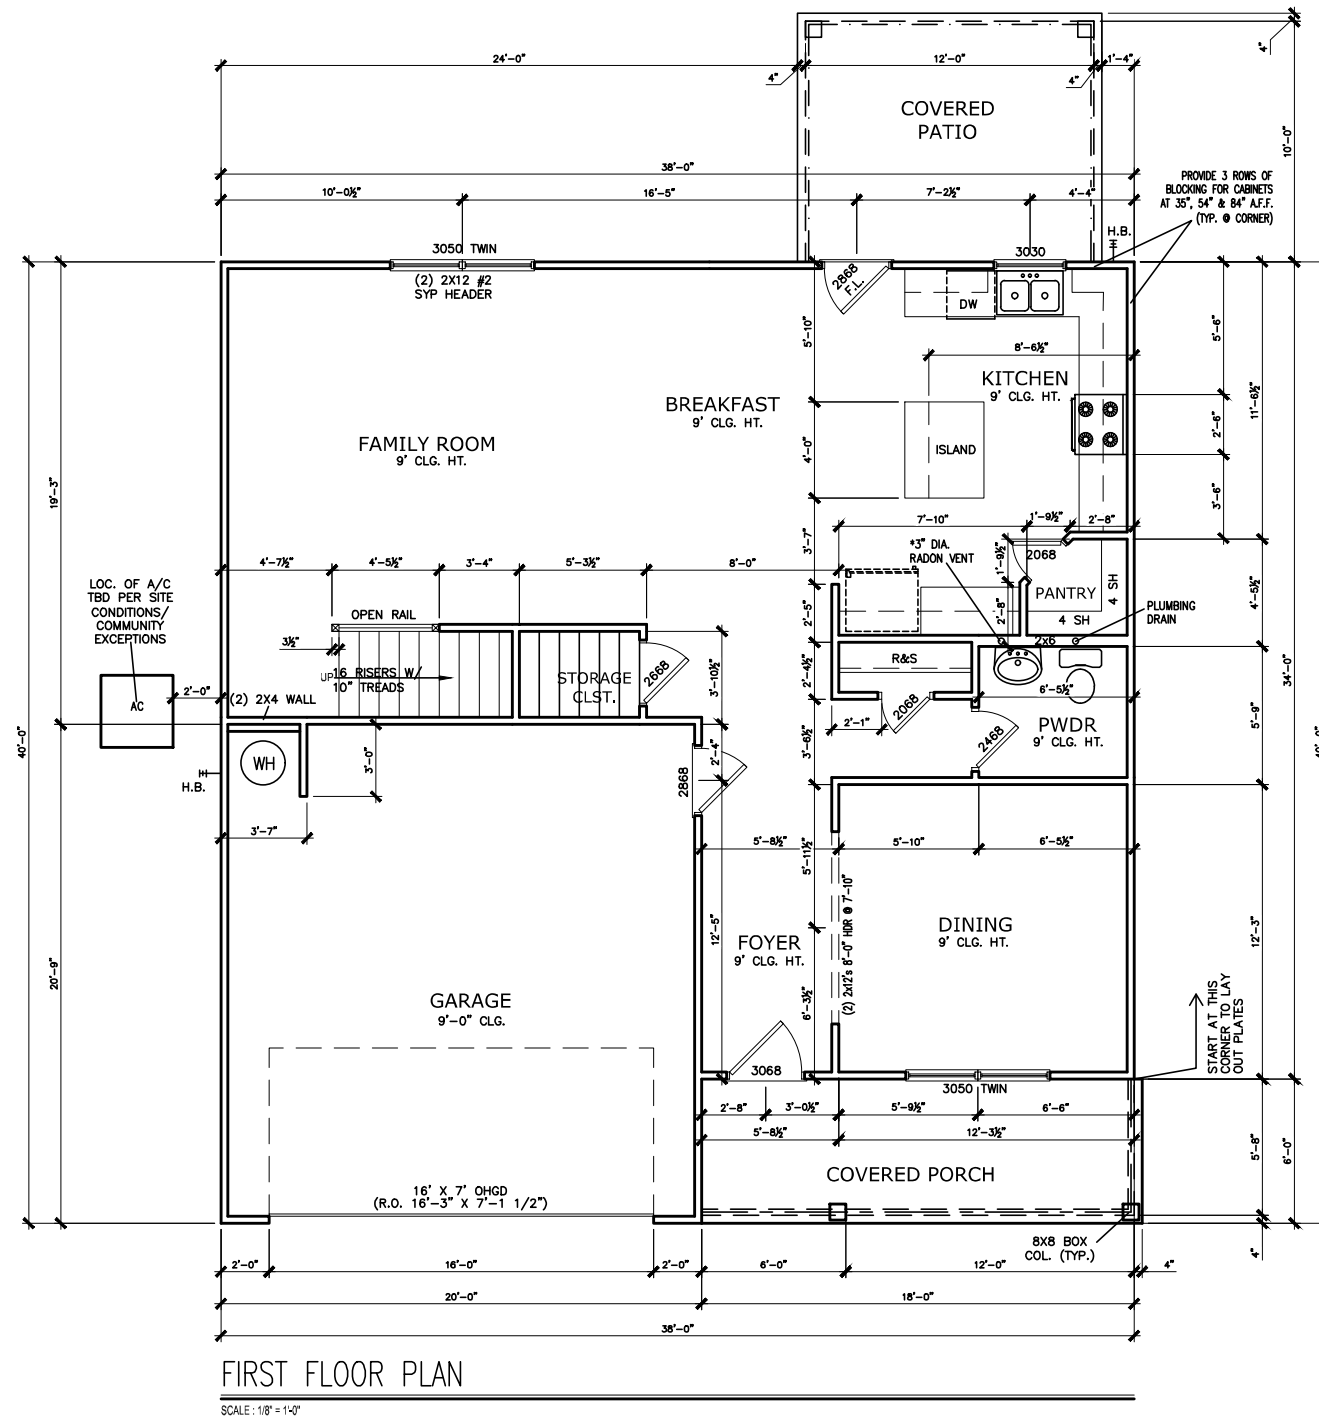 24'-0"
12'-0"
1'-4"
4"
4"
4"
COVERED
PATIO
10'-0"
38'-0"
10'-0½"
16'-5"
7'-2½"
4'-4"
PROVIDE 3 ROWS OF
BLOCKING FOR CABINETS
AT 35", 54" & 84" A.F.F.
(TYP. @ CORNER)
H.B.
3050 TWIN
(2) 2X12 #2
SYP HEADER
2868
F.L.
3030
DW
5'-10"
8'-6½"
5'-6"
KITCHEN
9' CLG. HT.
BREAKFAST
9' CLG. HT.
11'-6½"
FAMILY ROOM
9' CLG. HT.
4'-0"
ISLAND
2'-6"
19'-3"
3'-6"
7'-10"
1'-9½"
2'-8"
3'-7"
*3" DIA.
RADON VENT
2068
1'-9½"
4'-7½"
4'-5½"
3'-4"
5'-3½"
8'-0"
LOC. OF A/C
TBD PER SITE
CONDITIONS/
COMMUNITY
EXCEPTIONS
OPEN RAIL
PANTRY
4 SH
4 SH
4'-5½"
PLUMBING
DRAIN
2'-5"
2'-8"
2x6
3½"
UP
16 RISERS W/
10" TREADS
STORAGE
CLST.
2668
3'-10½"
2'-4½"
R&S
34'-0"
AC
2'-0"
(2) 2X4 WALL
2068
6'-5½"
2'-1"
2468
PWDR
9' CLG. HT.
5'-9"
40'-0"
40'-0"
WH
H.B.
3'-0"
2868
2'-4"
3'-6½"
3'-7"
5'-8½"
5'-10"
6'-5½"
5'-11½"
(2) 2x12's 8'-0" HDR @ 7'-10"
12'-5"
FOYER
9' CLG. HT.
DINING
9' CLG. HT.
12'-3"
20'-9"
GARAGE
9'-0" CLG.
6'-3½"
START AT THIS
CORNER TO LAY
OUT PLATES
3068
3050 TWIN
2'-8"
3'-0½"
5'-9½"
6'-6"
5'-8½"
12'-3½"
5'-8"
6'-0"
COVERED PORCH
16' X 7' OHGD
(R.O. 16'-3" X 7'-1 1/2")
8X8 BOX
COL. (TYP.)
4"
2'-0"
16'-0"
2'-0"
6'-0"
12'-0"
4"
20'-0"
18'-0"
38'-0"
FIRST FLOOR PLAN
SCALE : 1/8" = 1'-0"